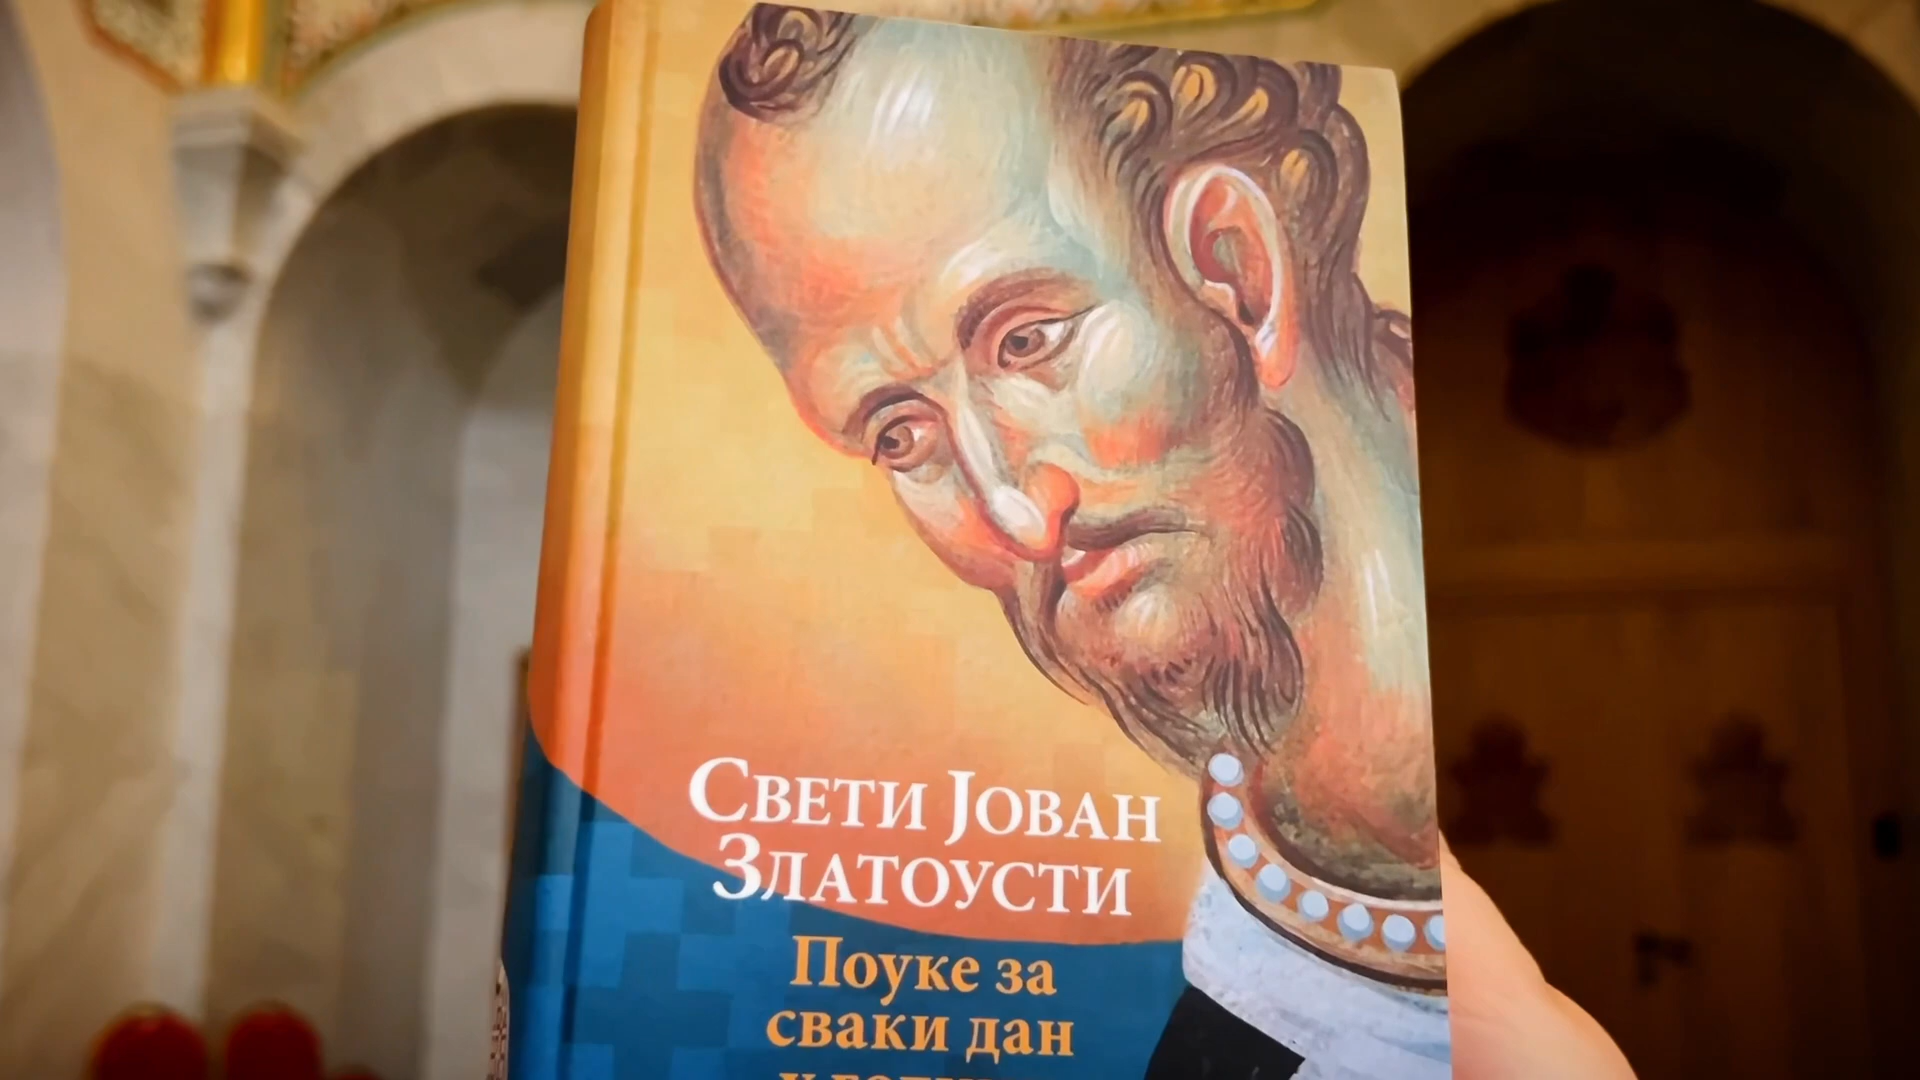 Свети Јован
Златоусти
Поуке за
сваки дан